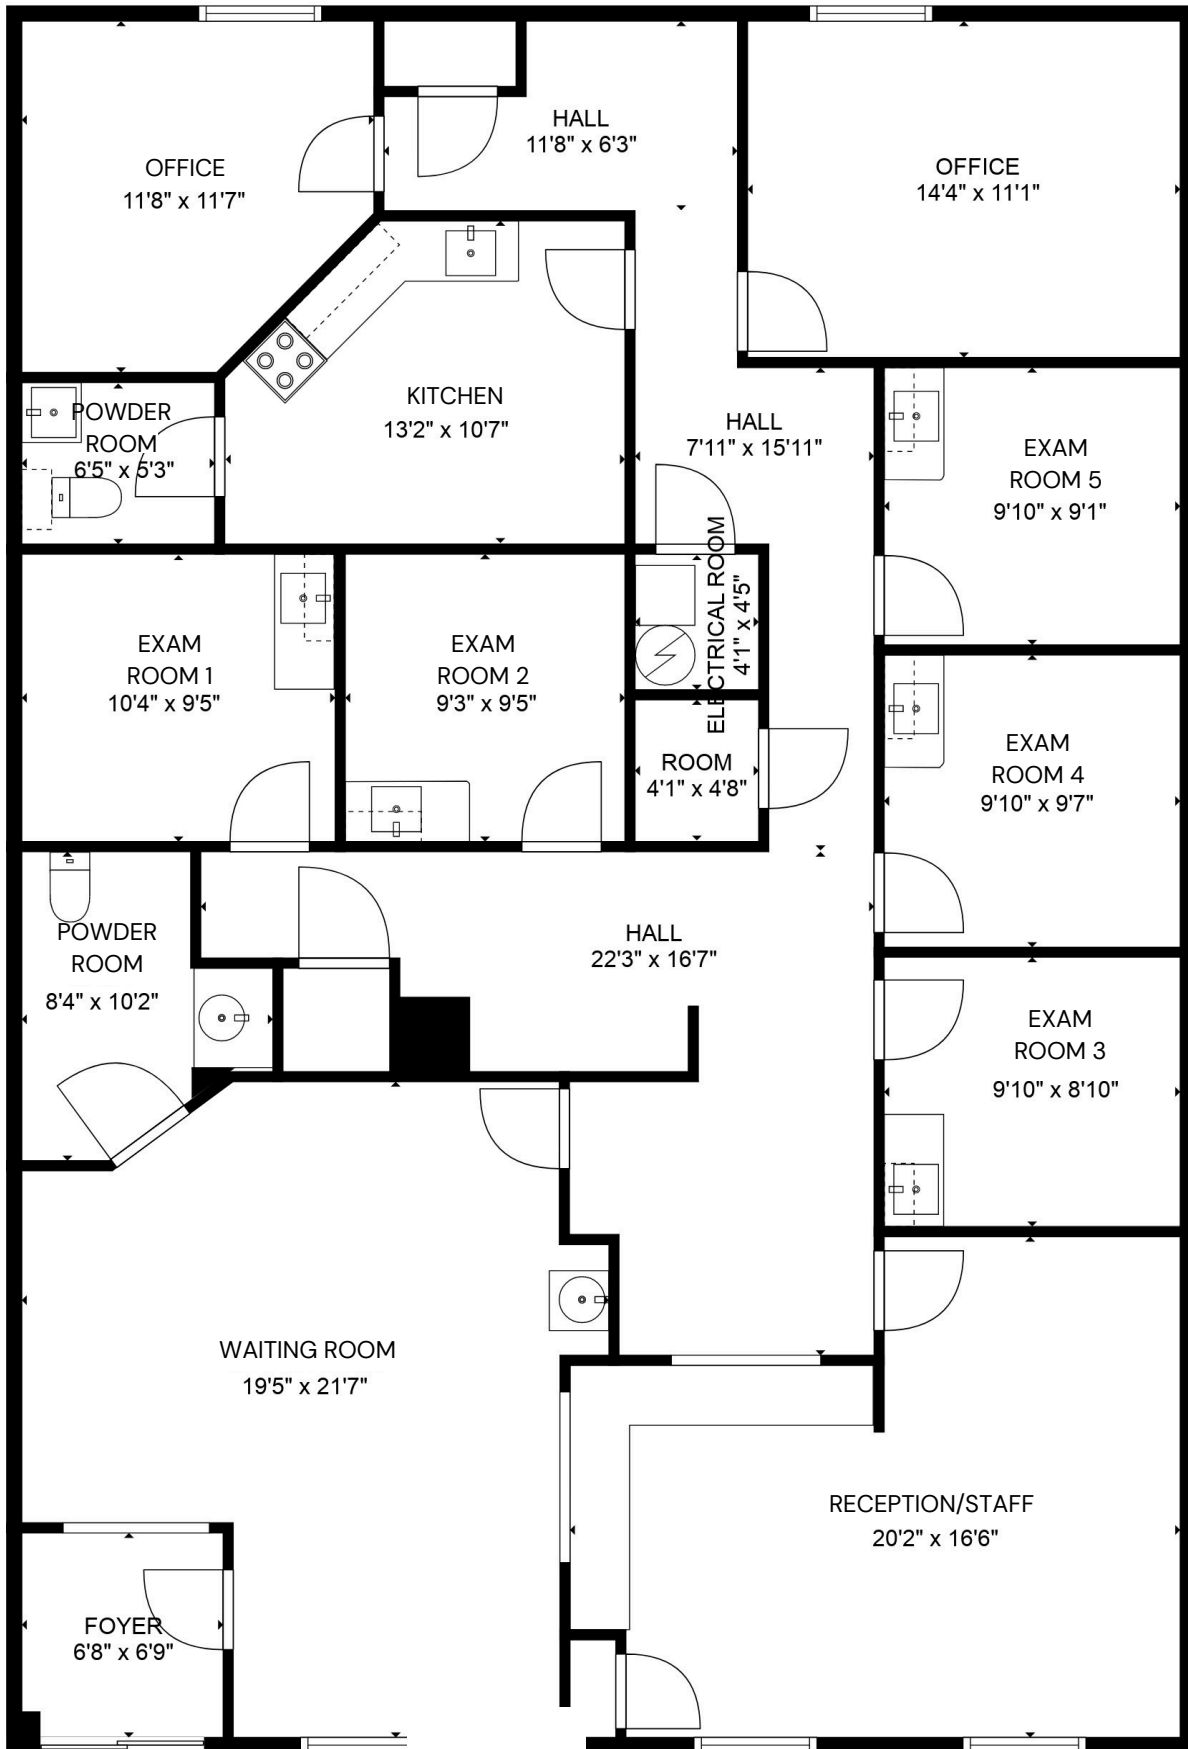 HALL
11'8" x 6'3"
OFFICE
11'8" x 11'7"
OFFICE
14'4" x 11'1"
KITCHEN
13'2" x 10'7"
POWDER
ROOM
6'5" x 5'3"
HALL
7'11" x 15'11"
EXAM
ROOM 5
9'10" x 9'1"
ELECTRICAL ROOM
4'1" x 4'5"
EXAM
ROOM 1
10'4" x 9'5"
EXAM
ROOM 2
9'3" x 9'5"
ROOM
4'1" x 4'8"
EXAM
ROOM 4
9'10" x 9'7"
POWDER
ROOM
8'4" x 10'2"
HALL
22'3" x 16'7"
EXAM
ROOM 3
9'10" x 8'10"
WAITING ROOM
19'5" x 21'7"
RECEPTION/STAFF
20'2" x 16'6"
FOYER
6'8" x 6'9"